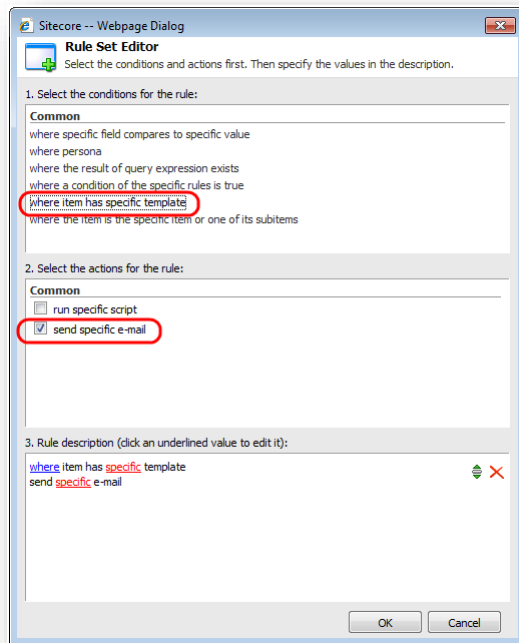 Sitecore -- Webpage Dialog
Rule Set Editor
Select the conditions and actions first. Then specify the values in the description.
1. Select the conditions for the rule:
Common
where specific field compares to specific value
where persona
where the result of query expression exists
where a condition of the specific rules is true
where item has specific template
where the item is the specific item or one of its subitems
2. Select the actions for the rule:
Common
run specific script
send specific e-mail
3. Rule description (click an underlined value to edit it):
where item has specific template
send specific e-mail
OK
Cancel